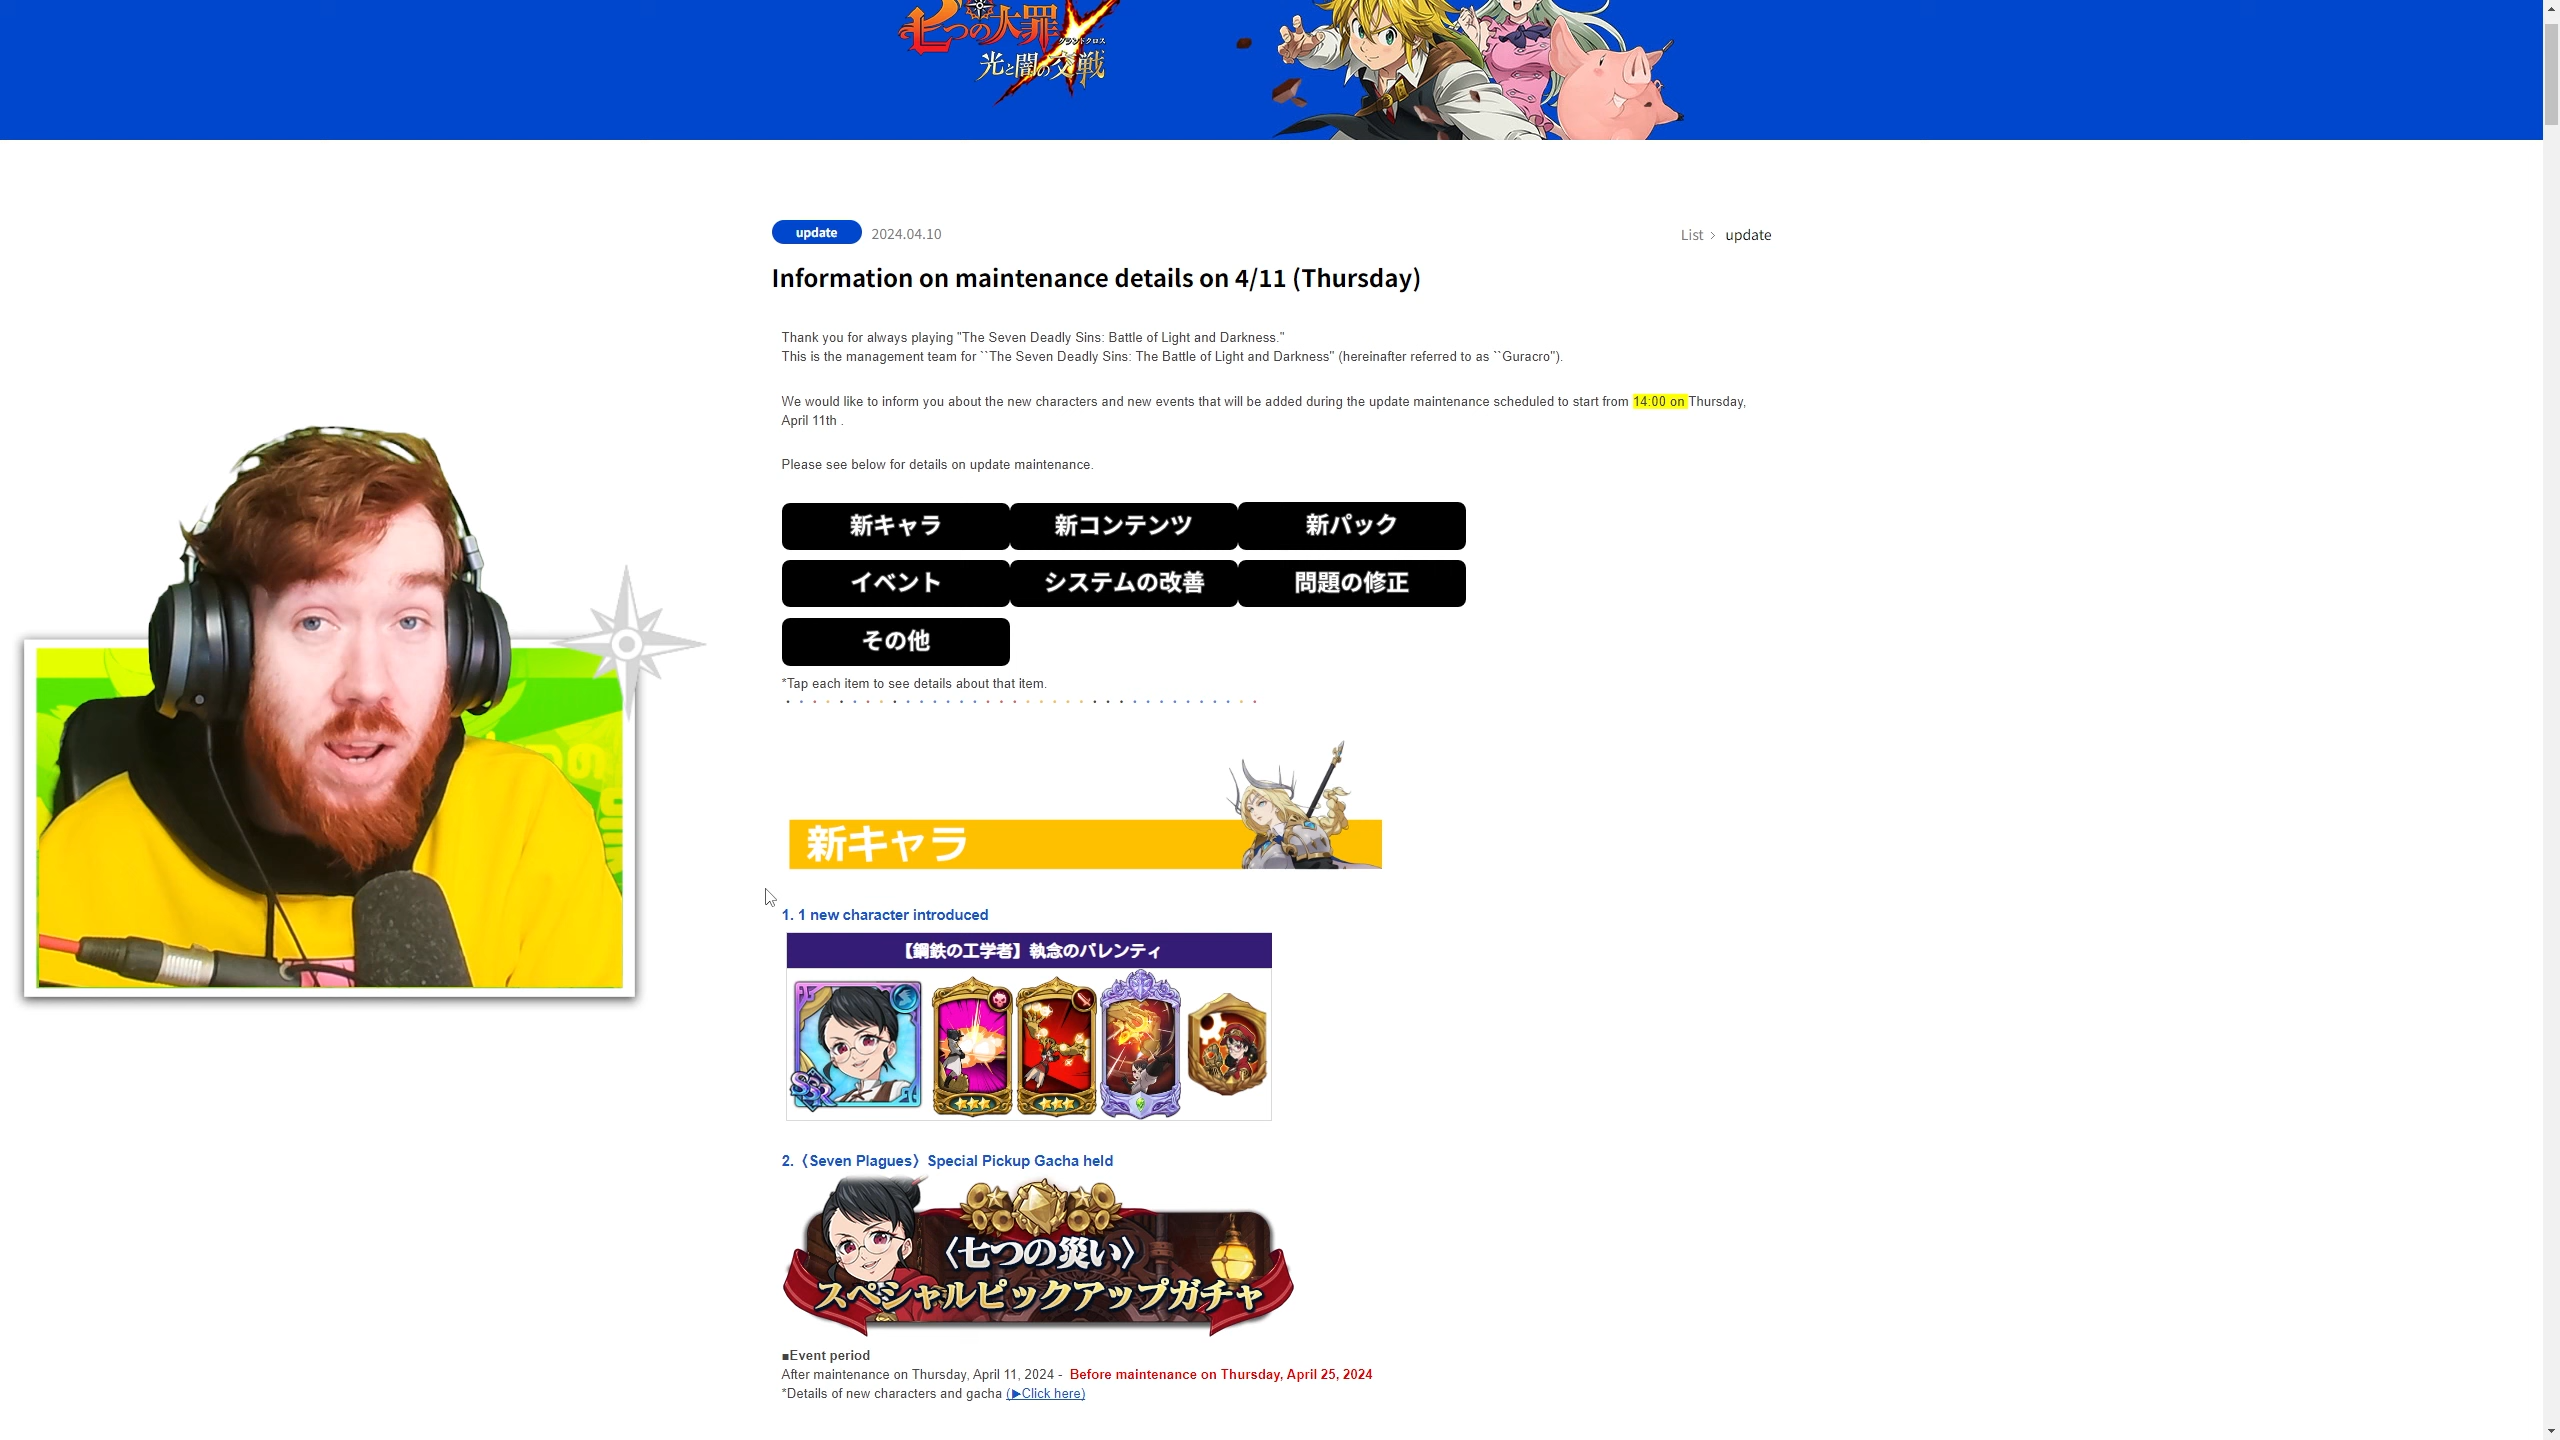 七つの大罪
グランドクロス
光と闇の交戦
update 2024.04.10 List > update
Information on maintenance details on 4/11 (Thursday)
Thank you for always playing "The Seven Deadly Sins: Battle of Light and Darkness."
This is the management team for ``The Seven Deadly Sins: The Battle of Light and Darkness'' (hereinafter referred to as ``Guracro'').
We would like to inform you about the new characters and new events that will be added during the update maintenance scheduled to start from 14:00 on Thursday,
April 11th .
Please see below for details on update maintenance.
新キャラ 新コンテンツ 新パック
イベント システムの改善 問題の修正
その他
*Tap each item to see details about that item.
新キャラ
1. 1 new character introduced
【鋼鉄の工学者】執念のバレンティ
SSR
2.〈Seven Plagues〉Special Pickup Gacha held
〈七つの災い〉
スペシャルピックアップガチャ
■Event period
After maintenance on Thursday, April 11, 2024 - Before maintenance on Thursday, April 25, 2024
*Details of new characters and gacha (▶Click here)